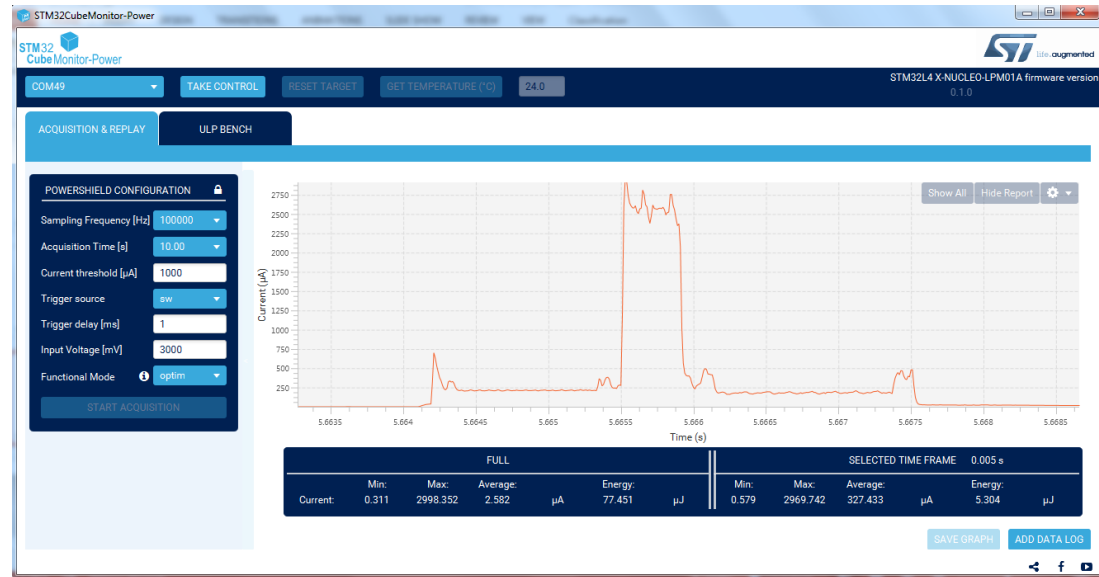 STM32CubeMonitor-Power
STM32
CubeMonitor-Power
life.augmented
COM49 TAKE CONTROL RESET TARGET GET TEMPERATURE (°C) 24.0
STM32L4 X-NUCLEO-LPM01A firmware version
0.1.0
ACQUISITION & REPLAY ULP BENCH
POWERSHIELD CONFIGURATION
Sampling Frequency [Hz] 100000
Acquisition Time [s] 10.00
Current threshold [µA] 1000
Trigger source sw
Trigger delay [ms] 1
Input Voltage [mV] 3000
Functional Mode optim
START ACQUISITION
Show All Hide Report
Current (µA)
2750
2500
2250
2000
1750
1500
1250
1000
750
500
250
5.6635 5.664 5.6645 5.665 5.6655 5.666 5.6665 5.667 5.6675 5.668 5.6685
Time (s)
FULL SELECTED TIME FRAME 0.005 s
Min: Max: Average: Energy: Min: Max: Average: Energy:
Current: 0.311 2998.352 2.582 µA 77.451 µJ 0.579 2969.742 327.433 µA 5.304 µJ
SAVE GRAPH ADD DATA LOG